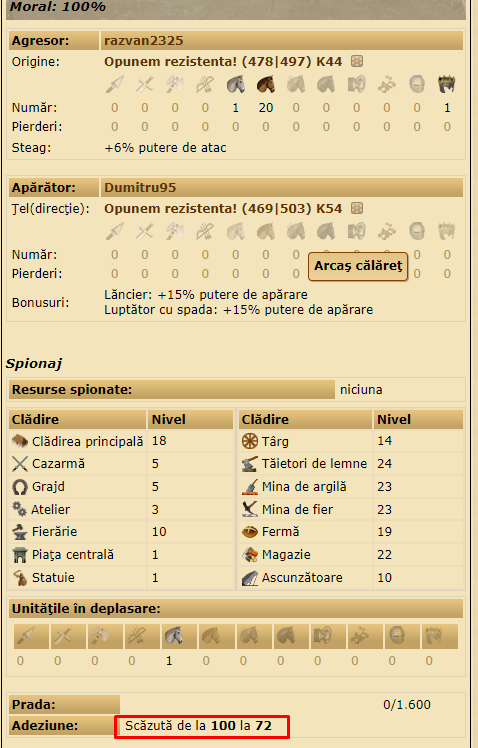 Moral: 100%
Agresor: razvan2325
Origine: Opunem rezistenta! (478|497) K44
Număr: 0 0 0 0 1 20 0 0 0 0 0 1
Pierderi: 0 0 0 0 0 0 0 0 0 0 0 0
Steag: +6% putere de atac
Apărător: Dumitru95
Țel(direcţie): Opunem rezistenta! (469|503) K54
Număr: 0 0 0 0 0 0 0 0 0
Pierderi: 0 0 0 0 0 0 0 0 0
Arcaş călăreţ
Bonusuri: Lăncier: +15% putere de apărare
Luptător cu spada: +15% putere de apărare
Spionaj
Resurse spionate: niciuna
Clădire Nivel Clădire Nivel
Clădirea principală 18 Târg 14
Cazarmă 5 Tăietori de lemne 24
Grajd 5 Mina de argilă 23
Atelier 3 Mina de fier 23
Fierărie 10 Fermă 19
Piaţa centrală 1 Magazie 22
Statuie 1 Ascunzătoare 10
Unităţile în deplasare:
0 0 0 0 1 0 0 0 0 0 0 0
Prada: 0/1.600
Adeziune: Scăzută de la 100 la 72